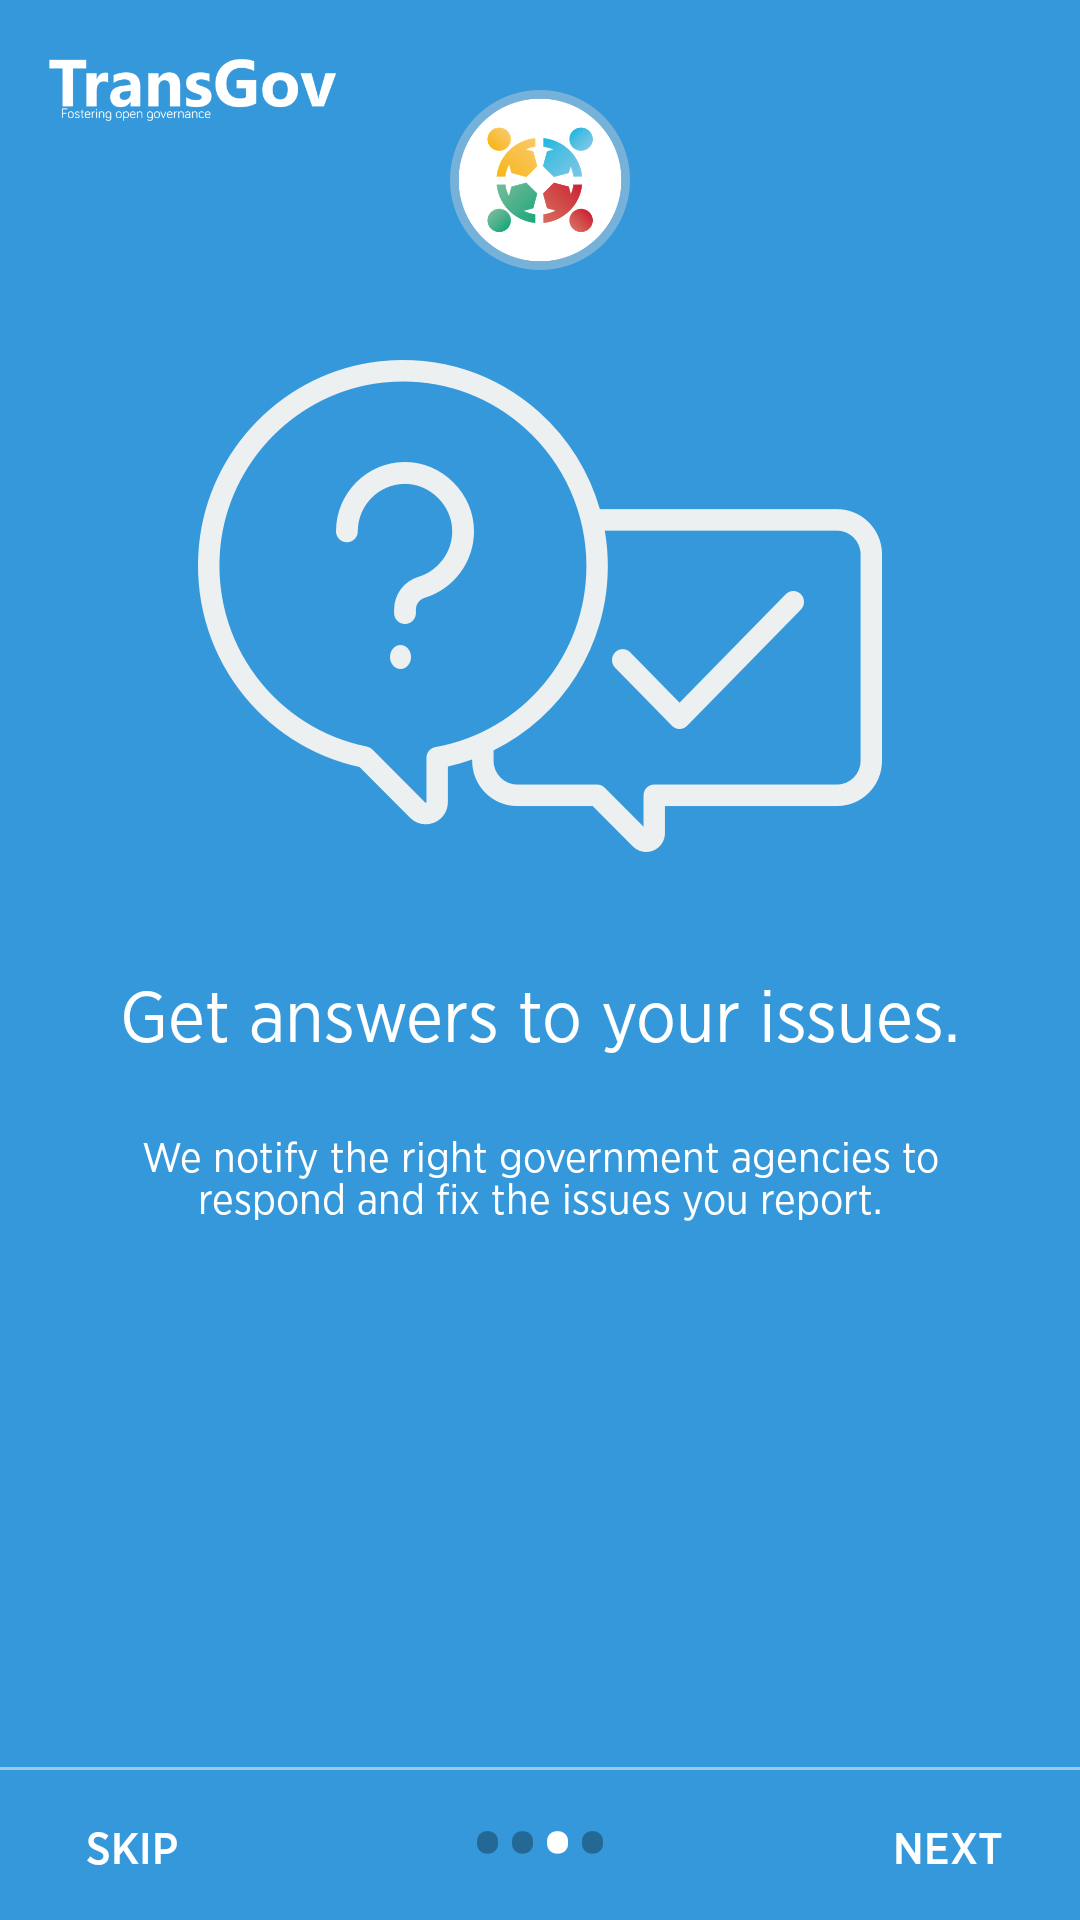 TransGov
Fostering open governance
Get answers to your issues.
We notify the right government agencies to
respond and fix the issues you report.
SKIP
NEXT